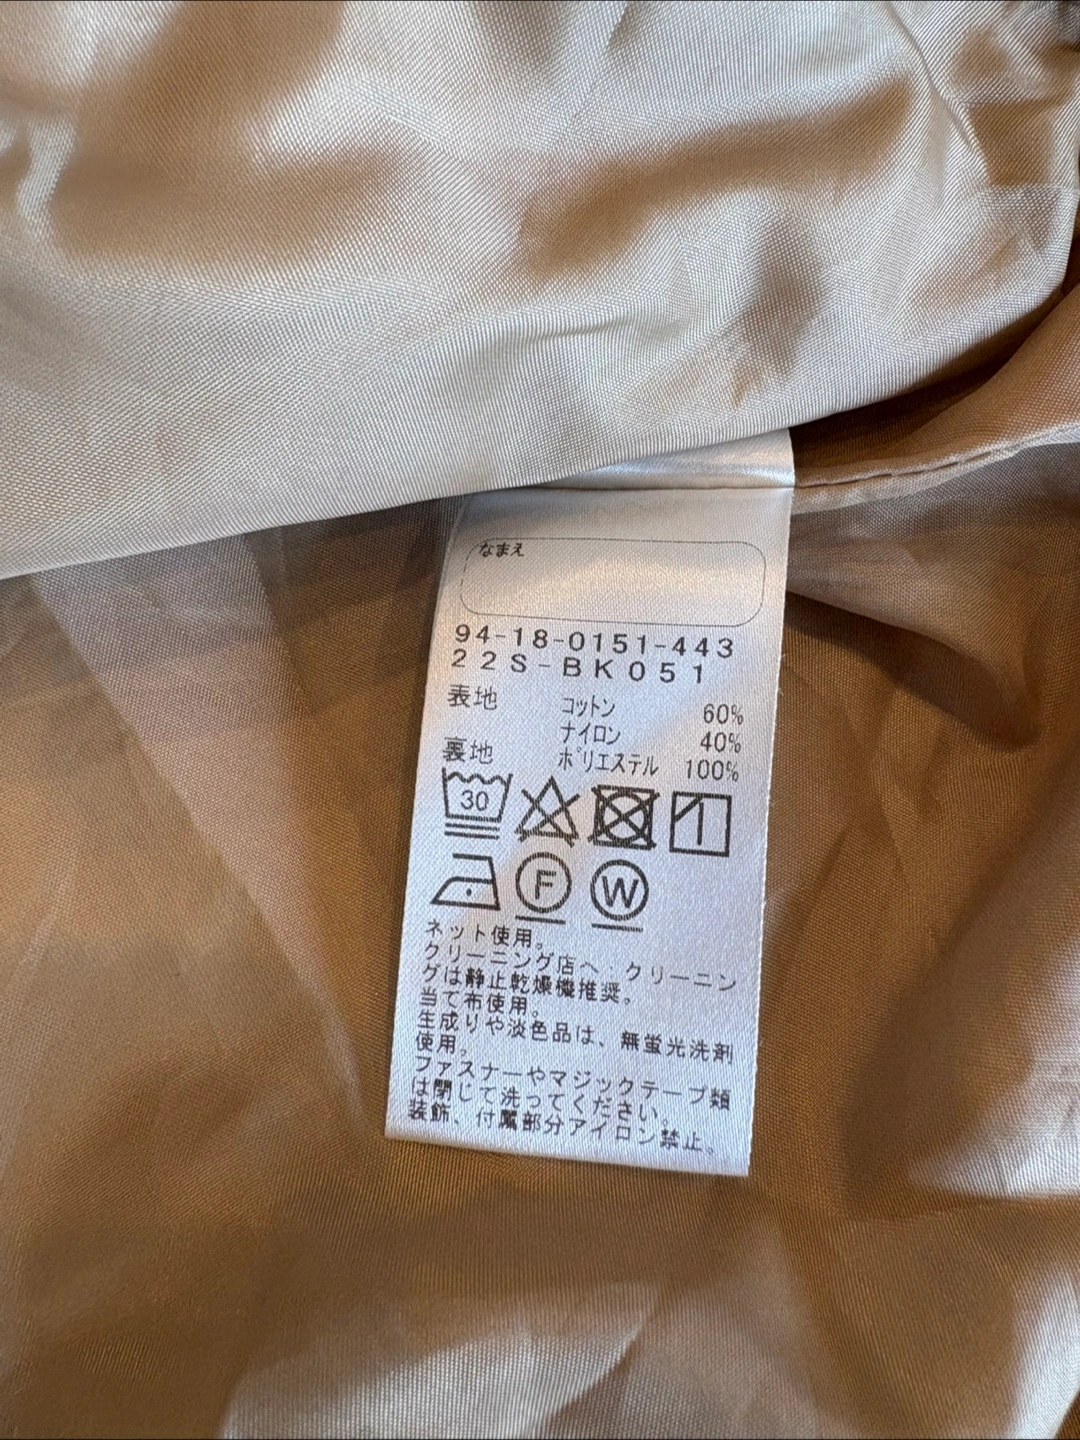 なまえ
94-18-0151-443
22S-BK051
表地 コットン 60%
ナイロン 40%
裏地 ポリエステル 100%
30
F W
ネット使用。
クリーニング店へ・クリーニン
グは静止乾燥機推奨。
当て布使用。
生成りや淡色品は、無蛍光洗剤
使用。
ファスナーやマジックテープ類
は閉じて洗ってください。
装飾、付属部分アイロン禁止。